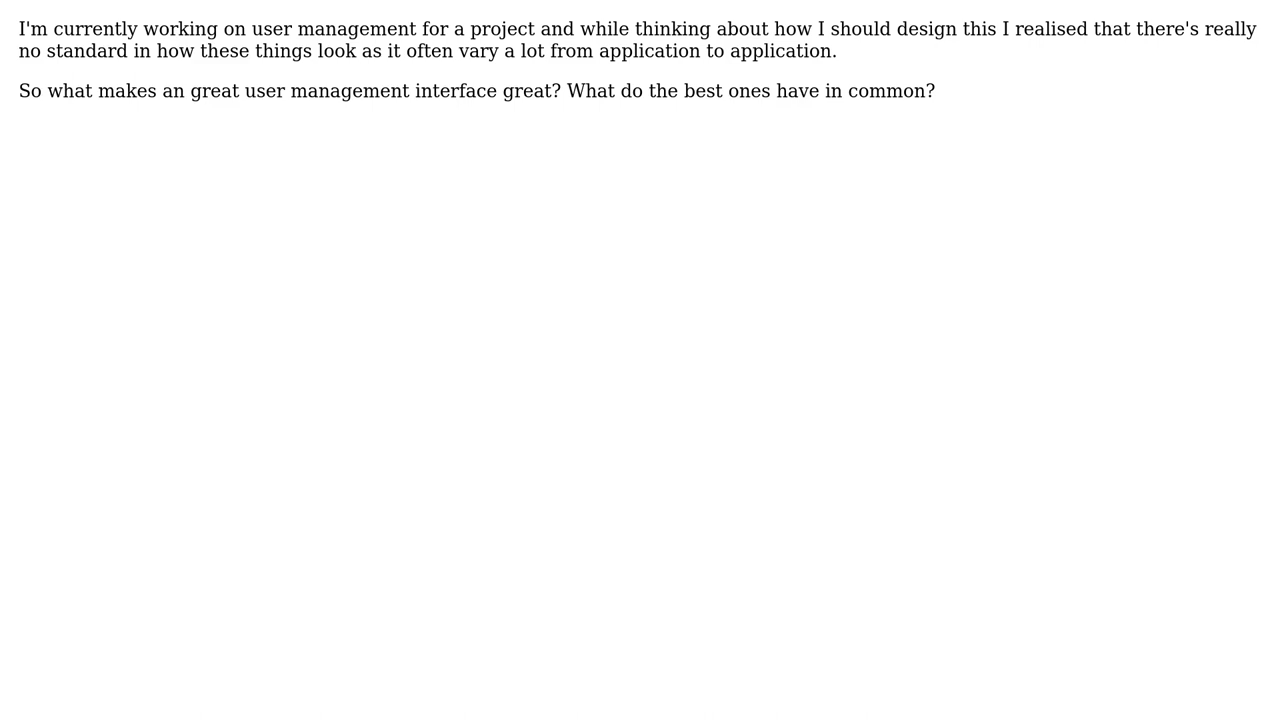 I'm currently working on user management for a project and while thinking about how I should design this I realised that there's really
no standard in how these things look as it often vary a lot from application to application.
So what makes an great user management interface great? What do the best ones have in common?